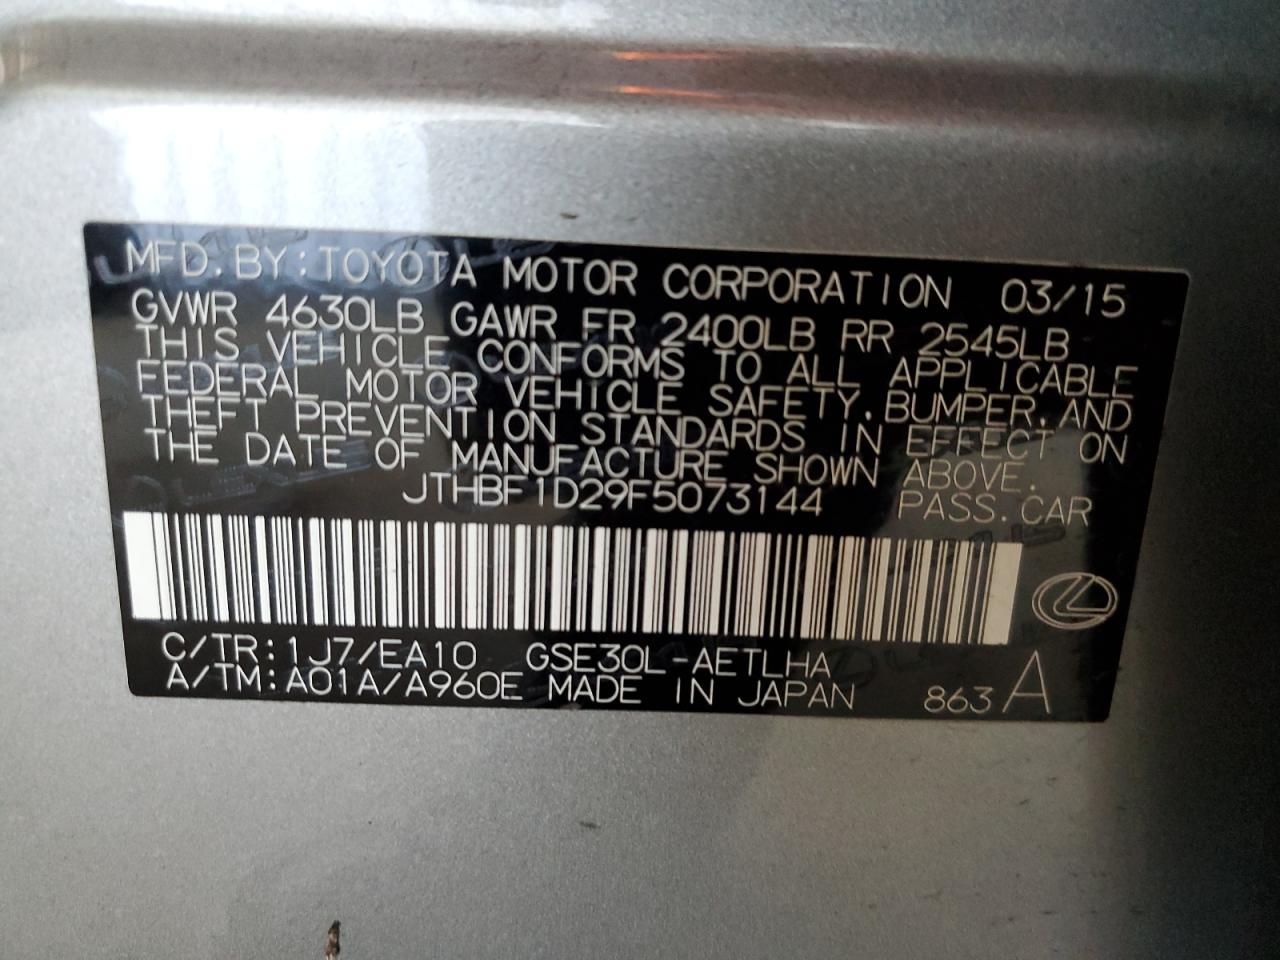 MFD. BY: TOYOTA MOTOR CORPORATION 03/15
GVWR 4630LB GAWR FR 2400LB RR 2545LB
THIS VEHICLE CONFORMS TO ALL APPLICABLE
FEDERAL MOTOR VEHICLE SAFETY, BUMPER, AND
THEFT PREVENTION STANDARDS IN EFFECT ON
THE DATE OF MANUFACTURE SHOWN ABOVE.
JTHBF1D29F5073144 PASS. CAR
C/TR: 1J7/EA10 GSE30L-AETLHA
A/TM: A01A/A960E MADE IN JAPAN 863 A